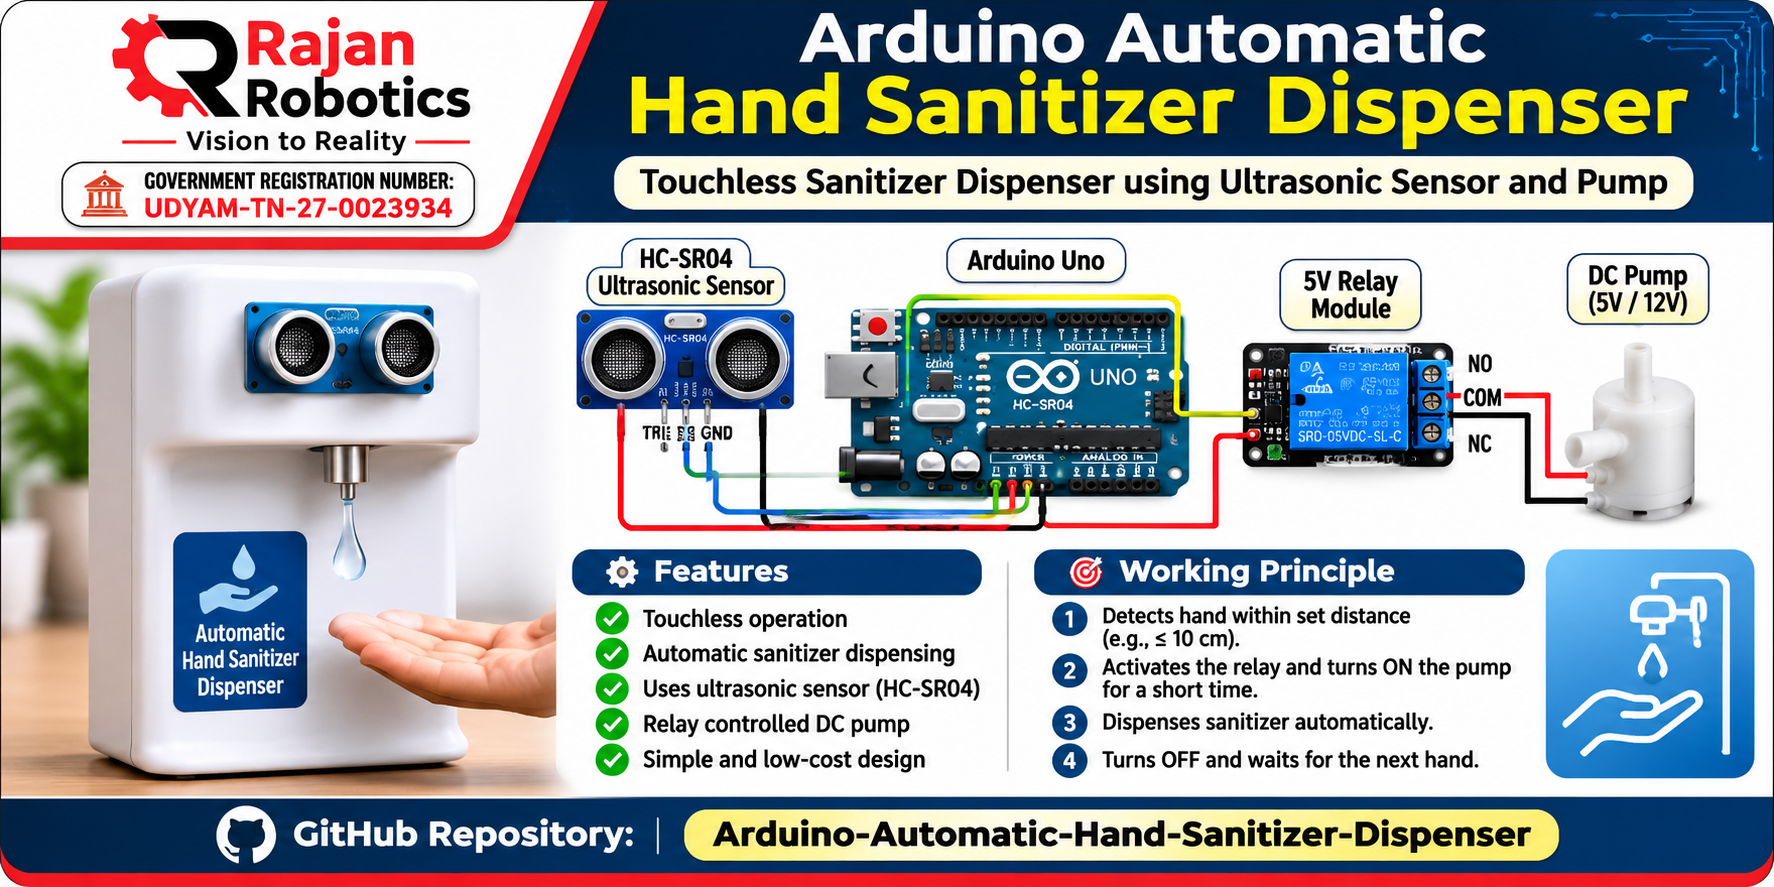 Rajan
Robotics
Vision to Reality
GOVERNMENT REGISTRATION NUMBER:
UDYAM-TN-27-0023934
Arduino Automatic
Hand Sanitizer Dispenser
Touchless Sanitizer Dispenser using Ultrasonic Sensor and Pump
HC-SR04
Ultrasonic Sensor
Arduino Uno
5V Relay
Module
DC Pump
(5V / 12V)
HC-SR04
GND
DIGITAL
UNO
HC-SR04
POWER
ANALOG IN
SRD-05VDC-SL-C
NO
COM
NC
Automatic
Hand Sanitizer
Dispenser
Features
Touchless operation
Automatic sanitizer dispensing
Uses ultrasonic sensor (HC-SR04)
Relay controlled DC pump
Simple and low-cost design
Working Principle
1 Detects hand within set distance
(e.g., ≤ 10 cm).
2 Activates the relay and turns ON the pump
for a short time.
3 Dispenses sanitizer automatically.
4 Turns OFF and waits for the next hand.
GitHub Repository: | Arduino-Automatic-Hand-Sanitizer-Dispenser